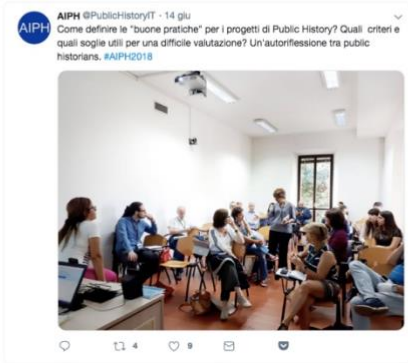 AIPH @PublicHistoryIT · 14 giu
AIPH
Come definire le "buone pratiche" per i progetti di Public History? Quali criteri e
quali soglie utili per una difficile valutazione? Un'autoriflessione tra public
historians. #AIPH2018
4
9